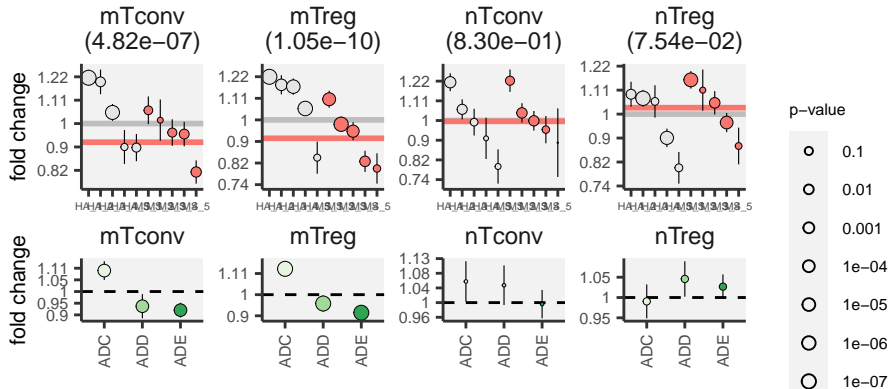 mTconv mTreg nTconv nTreg
(4.82e-07) (1.05e-10) (8.30e-01) (7.54e-02)
fold change
1.22 1.11 1 0.9 0.82
1.22 1.11 1 0.9 0.82
1.22 1.11 1 0.9 0.82 0.74
1.22 1.11 1 0.9 0.82 0.74
p-value
0.1
0.01
0.001
1e-04
1e-05
1e-06
1e-07
mTconv mTreg nTconv nTreg
fold change
1.11 1.05 1 0.95 0.9
1.11 1 0.9
1.13 1.04 1 0.96
1.05 1 0.95
ADC ADD ADE
ADC ADD ADE
ADC ADD ADE
ADC ADD ADE